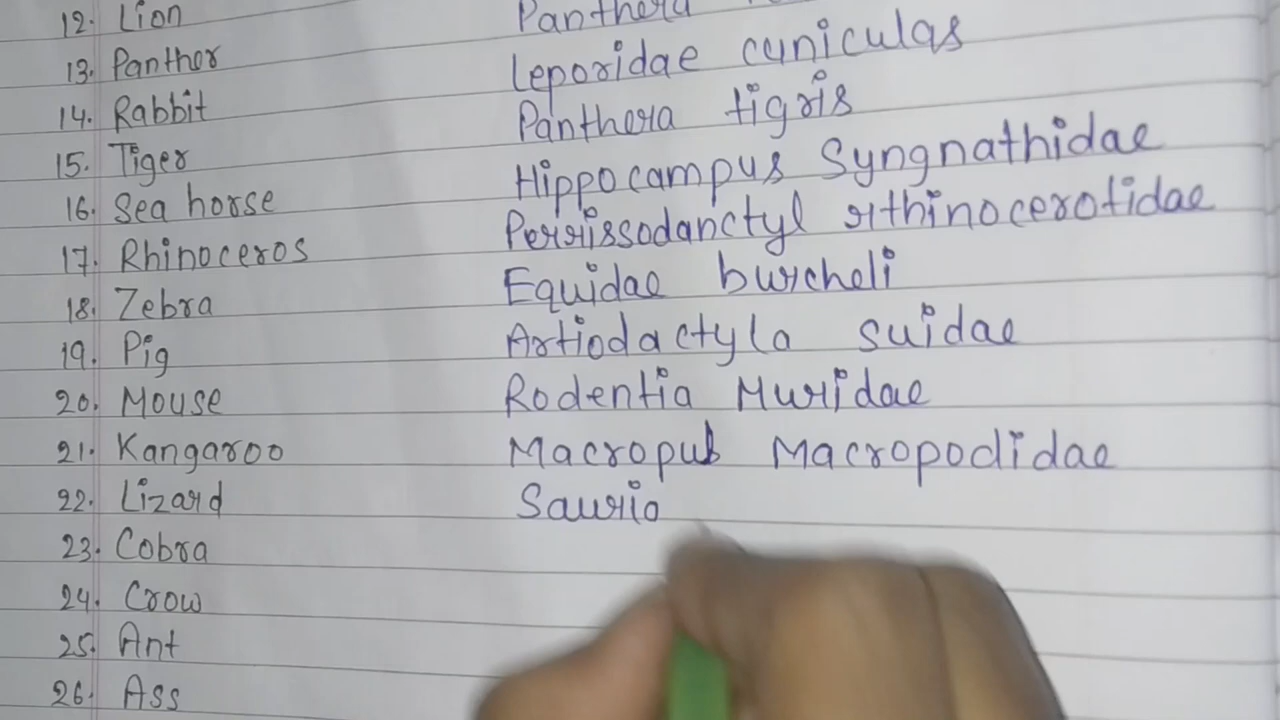 12. Lion Panthera
13. Panthor Leporidae cuniculas
14. Rabbit Panthera tigris
15. Tiger Hippocampus Syngnathidae
16. Sea horse Perrissodanctyl rthinocerotidae
17. Rhinoceros Equidae burcheli
18. Zebra Artiodactyla suidae
19. Pig Rodentia Muridae
20. Mouse Macropus Macropodidae
21. Kangaroo Sauria
22. Lizard
23. Cobra
24. Crow
25. Ant
26. Ass